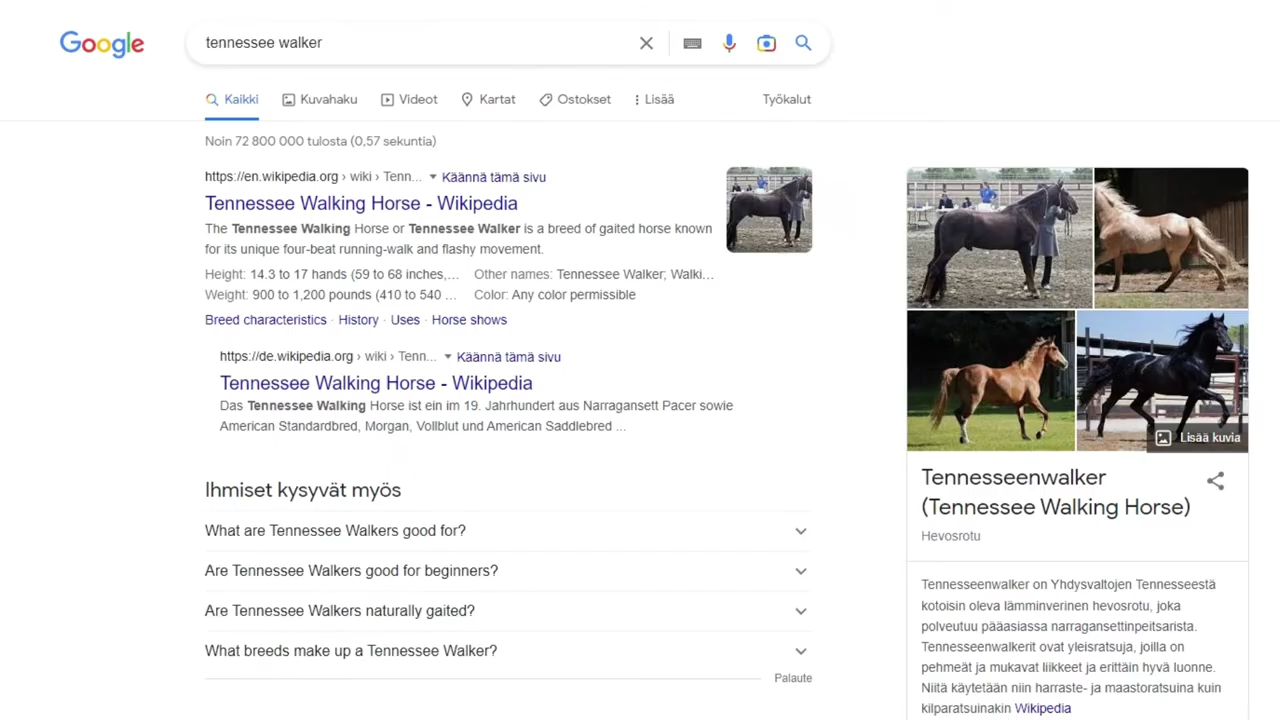 Google
tennessee walker
Kaikki Kuvahaku Videot Kartat Ostokset Lisää Työkalut
Noin 72 800 000 tulosta (0,57 sekuntia)
https://en.wikipedia.org › wiki › Tenn... Käännä tämä sivu
Tennessee Walking Horse - Wikipedia
The Tennessee Walking Horse or Tennessee Walker is a breed of gaited horse known
for its unique four-beat running-walk and flashy movement.
Height: 14.3 to 17 hands (59 to 68 inches,... Other names: Tennessee Walker; Walki...
Weight: 900 to 1,200 pounds (410 to 540 ... Color: Any color permissible
Breed characteristics · History · Uses · Horse shows
https://de.wikipedia.org › wiki › Tenn... Käännä tämä sivu
Tennessee Walking Horse - Wikipedia
Das Tennessee Walking Horse ist ein im 19. Jahrhundert aus Narragansett Pacer sowie
American Standardbred, Morgan, Vollblut und American Saddlebred ...
Ihmiset kysyvät myös
What are Tennessee Walkers good for?
Are Tennessee Walkers good for beginners?
Are Tennessee Walkers naturally gaited?
What breeds make up a Tennessee Walker?
Palaute
Lisää kuvia
Tennesseenwalker
(Tennessee Walking Horse)
Hevosrotu
Tennesseenwalker on Yhdysvaltojen Tennesseestä
kotoisin oleva lämminverinen hevosrotu, joka
polveutuu pääasiassa narragansettinpeitsarista.
Tennesseenwalkerit ovat yleisratsuja, joilla on
pehmeät ja mukavat liikkeet ja erittäin hyvä luonne.
Niitä käytetään niin harraste- ja maastoratsuina kuin
kilparatsuinakin Wikipedia